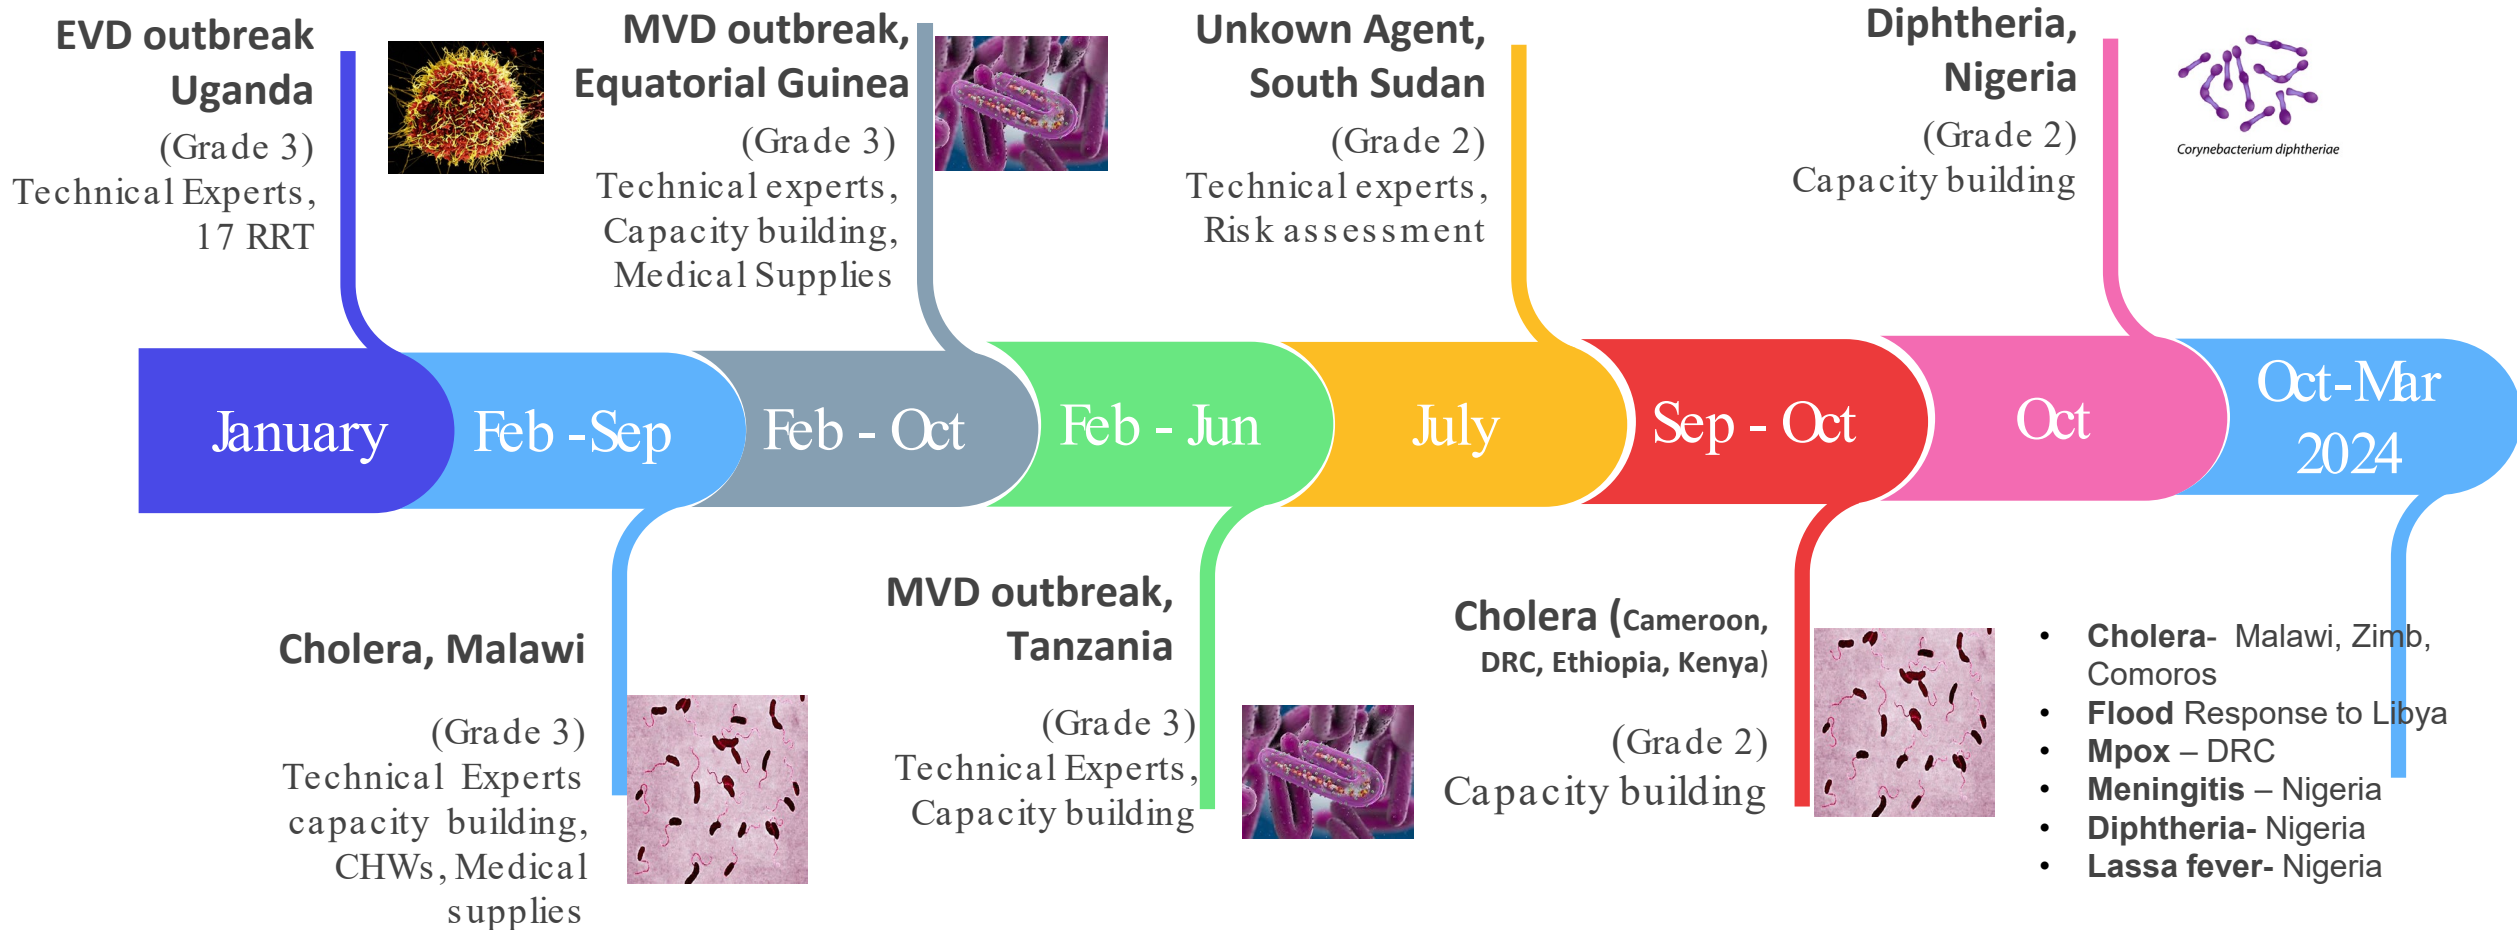 EVD outbreak
Uganda
(Grade 3)
Technical Experts,
17 RRT
MVD outbreak,
Equatorial Guinea
(Grade 3)
Technical experts,
Capacity building,
Medical Supplies
Unkown Agent,
South Sudan
(Grade 2)
Technical experts,
Risk assessment
Diphtheria,
Nigeria
(Grade 2)
Capacity building
Corynebacterium diphtheriae
January
Feb -Sep
Feb - Oct
Feb - Jun
July
Sep - Oct
Oct
Oct-Mar
2024
Cholera, Malawi
(Grade 3)
Technical Experts
capacity building,
CHWs, Medical
supplies
MVD outbreak,
Tanzania
(Grade 3)
Technical Experts,
Capacity building
Cholera (Cameroon,
DRC, Ethiopia, Kenya)
(Grade 2)
Capacity building
• Cholera- Malawi, Zimb,
Comoros
• Flood Response to Libya
• Mpox – DRC
• Meningitis – Nigeria
• Diphtheria- Nigeria
• Lassa fever- Nigeria